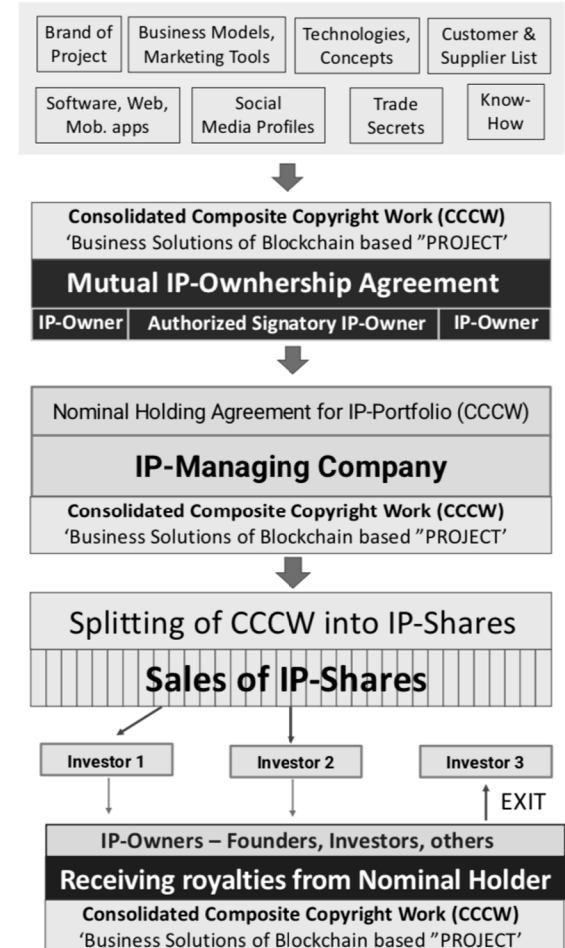 Brand of
Project
Business Models,
Marketing Tools
Technologies,
Concepts
Customer &
Supplier List
Software, Web,
Mob. apps
Social
Media Profiles
Trade
Secrets
Know-
How
Consolidated Composite Copyright Work (CCCW)
‘Business Solutions of Blockchain based ”PROJECT’
Mutual IP-Ownhership Agreement
IP-Owner
Authorized Signatory IP-Owner
IP-Owner
Nominal Holding Agreement for IP-Portfolio (CCCW)
IP-Managing Company
Consolidated Composite Copyright Work (CCCW)
‘Business Solutions of Blockchain based ”PROJECT’
Splitting of CCCW into IP-Shares
Sales of IP-Shares
Investor 1
Investor 2
Investor 3
EXIT
IP-Owners – Founders, Investors, others
Receiving royalties from Nominal Holder
Consolidated Composite Copyright Work (CCCW)
‘Business Solutions of Blockchain based ”PROJECT’